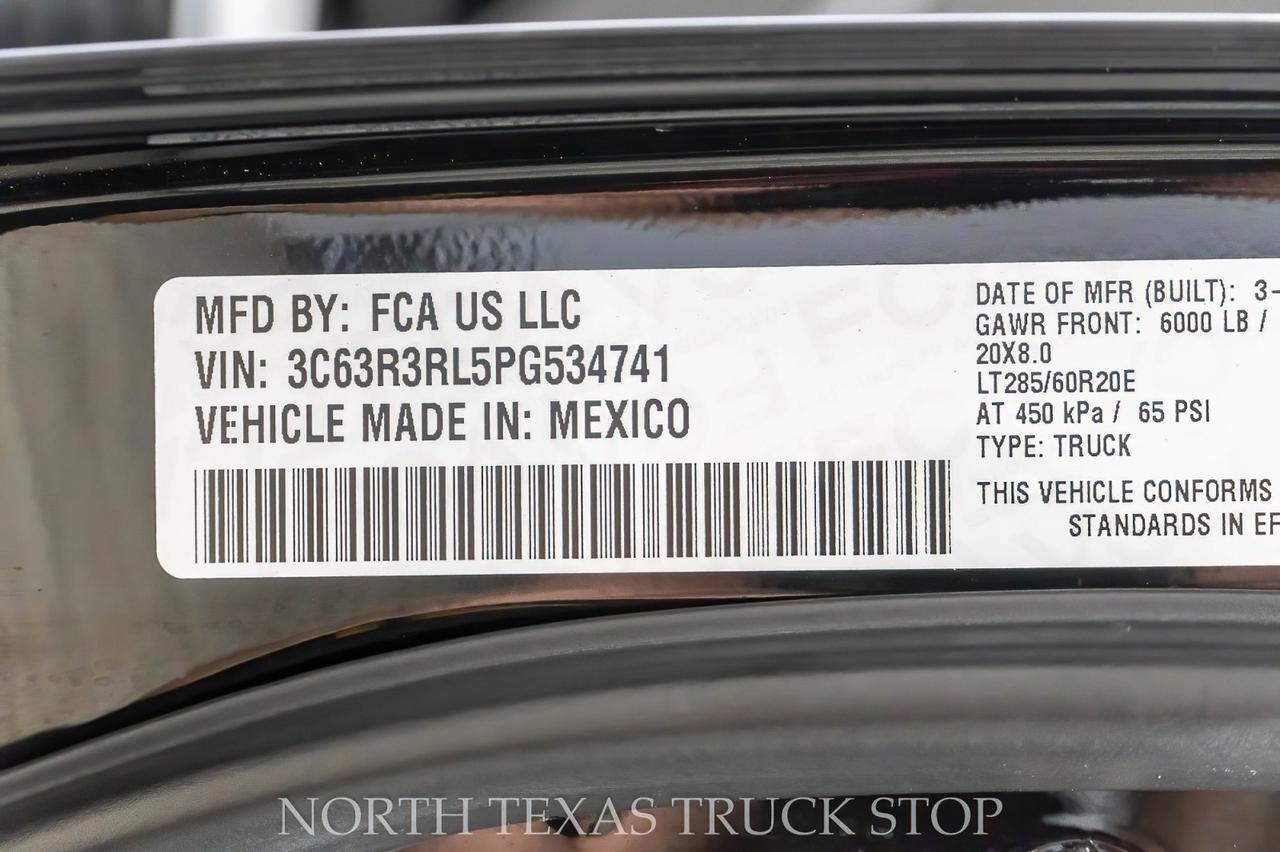 MFD BY: FCA US LLC
VIN: 3C63R3RL5PG534741
VEHICLE MADE IN: MEXICO
DATE OF MFR (BUILT): 3-
GAWR FRONT: 6000 LB /
20X8.0
LT285/60R20E
AT 450 kPa / 65 PSI
TYPE: TRUCK
THIS VEHICLE CONFORMS
STANDARDS IN EF
NORTH TEXAS TRUCK STOP